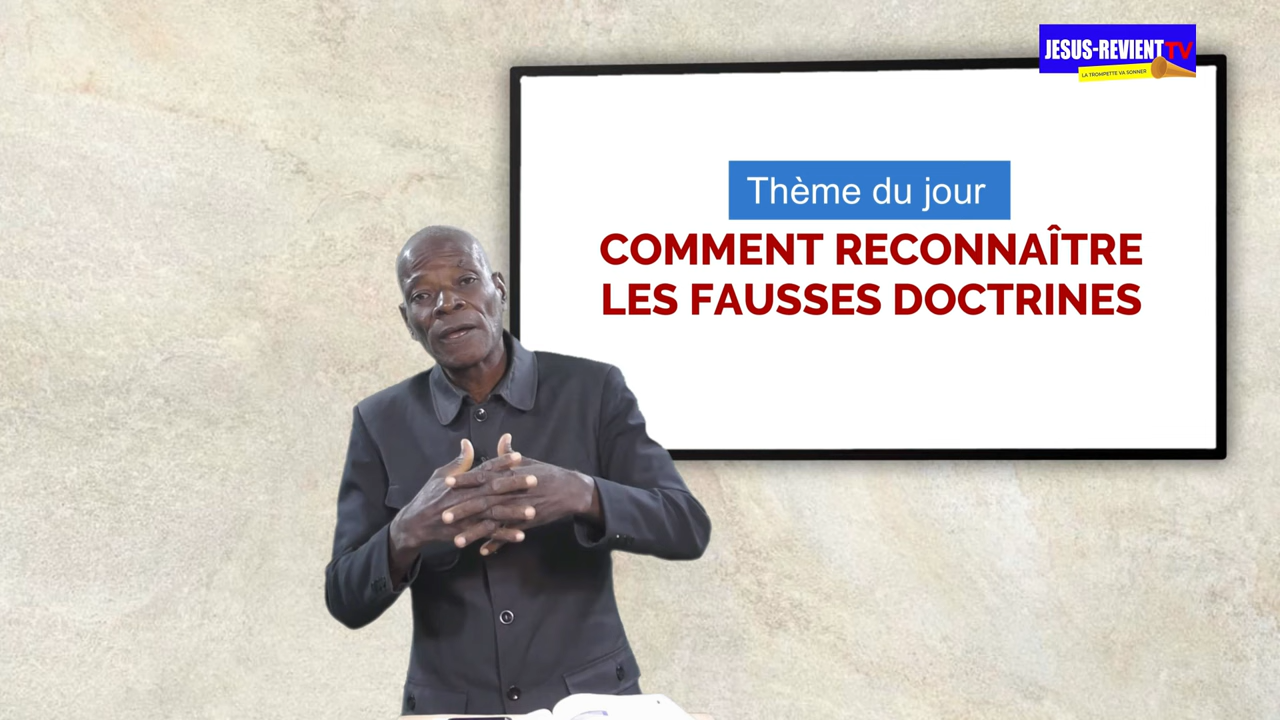 JESUS-REVIENT TV
LA TROMPETTE VA SONNER
Thème du jour
COMMENT RECONNAÎTRE
LES FAUSSES DOCTRINES